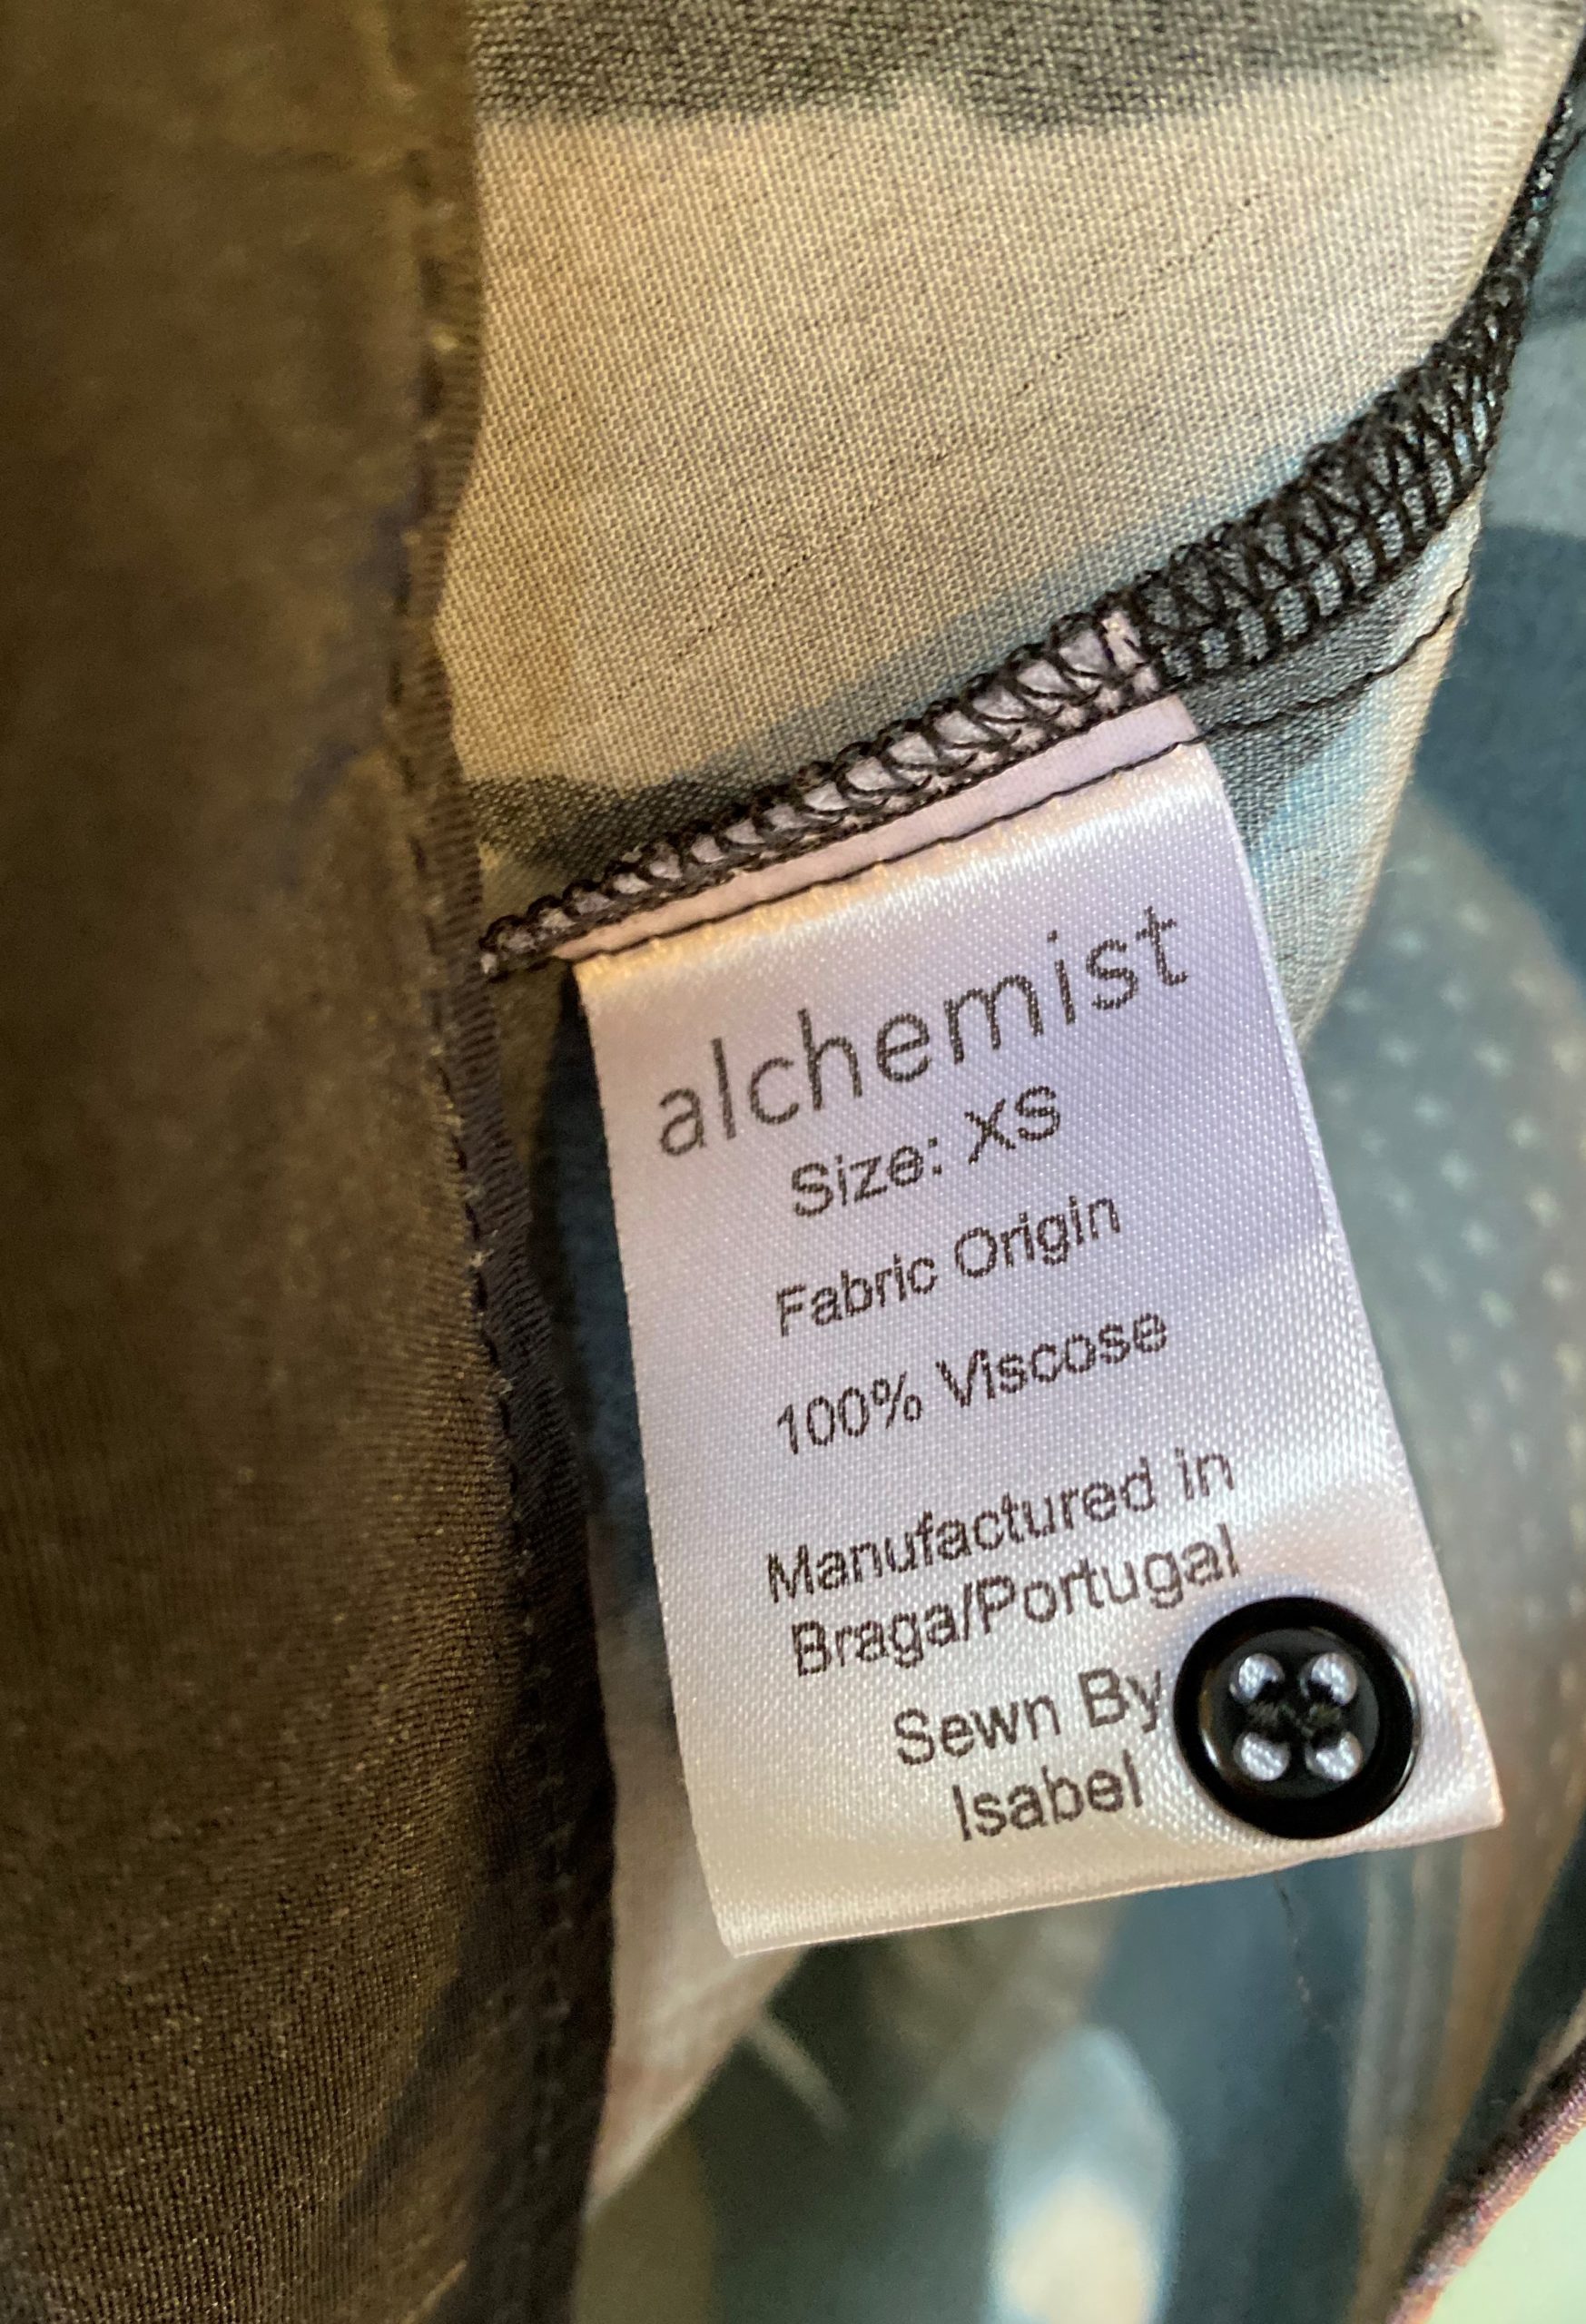 alchemist
Size: XS
Fabric Origin
100% Viscose
Manufactured in
Braga/Portugal
Sewn By
Isabel